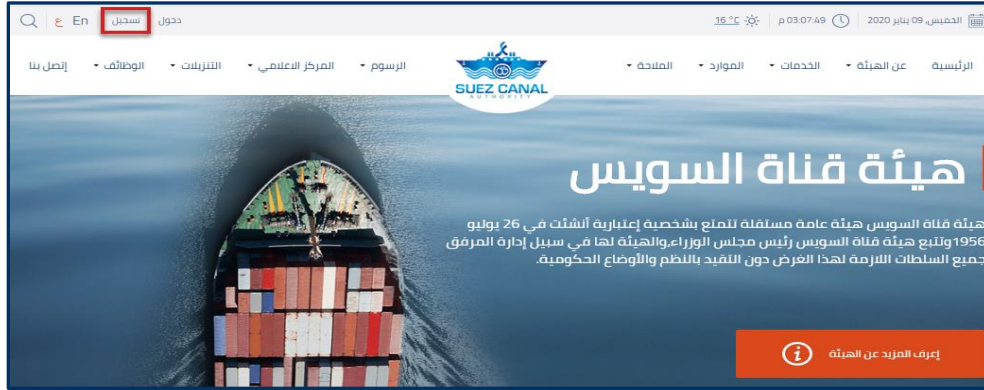 الخميس, 09 يناير 2020 03:07:49 م 16 °C دخول تسجيل En ع
الرئيسية عن الهيئة الخدمات الموارد الملاحة
SUEZ CANAL
AUTHORITY
الرسوم المركز الاعلامي التنزيلات الوظائف إتصل بنا
هيئة قناة السويس
هيئة قناة السويس هيئة عامة مستقلة تتمتع بشخصية إعتبارية أنشئت في 26 يوليو
1956وتتبع هيئة قناة السويس رئيس مجلس الوزراء,والهيئة لها في سبيل إدارة المرفق
جميع السلطات اللازمة لهذا الغرض دون التقيد بالنظم والأوضاع الحكومية.
إعرف المزيد عن الهيئة